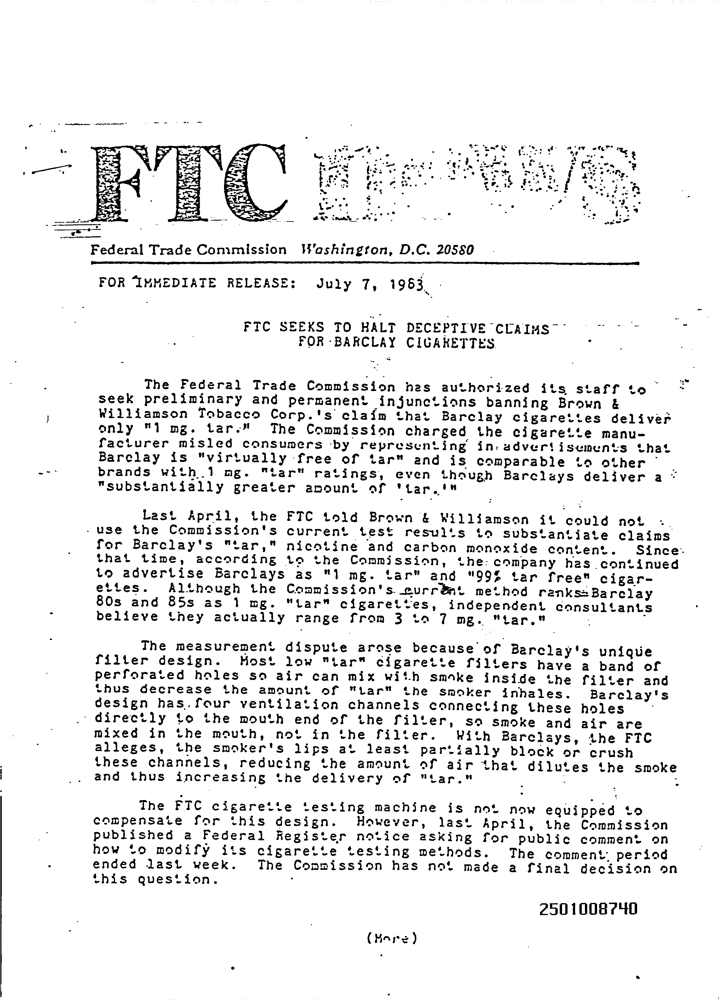 FTC news
Federal Trade Commission Washington, D.C. 20580
FOR IMMEDIATE RELEASE: July 7, 1983
FTC SEEKS TO HALT DECEPTIVE CLAIMS
FOR BARCLAY CIGARETTES
The Federal Trade Commission has authorized its staff to
seek preliminary and permanent injunctions banning Brown &
Williamson Tobacco Corp.'s claim that Barclay cigarettes deliver
only "1 mg. tar." The Commission charged the cigarette manu-
facturer misled consumers by representing in advertisements that
Barclay is "virtually free of tar" and is comparable to other
brands with 1 mg. "tar" ratings, even though Barclays deliver a
"substantially greater amount of 'tar.'"
Last April, the FTC told Brown & Williamson it could not
use the Commission's current test results to substantiate claims
for Barclay's "tar," nicotine and carbon monoxide content. Since
that time, according to the Commission, the company has continued
to advertise Barclays as "1 mg. tar" and "99% tar free" cigar-
ettes. Although the Commission's current method ranks Barclay
80s and 85s as 1 mg. "tar" cigarettes, independent consultants
believe they actually range from 3 to 7 mg. "tar."
The measurement dispute arose because of Barclay's unique
filter design. Most low "tar" cigarette filters have a band of
perforated holes so air can mix with smoke inside the filter and
thus decrease the amount of "tar" the smoker inhales. Barclay's
design has four ventilation channels connecting these holes
directly to the mouth end of the filter, so smoke and air are
mixed in the mouth, not in the filter. With Barclays, the FTC
alleges, the smoker's lips at least partially block or crush
these channels, reducing the amount of air that dilutes the smoke
and thus increasing the delivery of "tar."
The FTC cigarette testing machine is not now equipped to
compensate for this design. However, last April, the Commission
published a Federal Register notice asking for public comment on
how to modify its cigarette testing methods. The comment period
ended last week. The Commission has not made a final decision on
this question.
2501008740
(More)